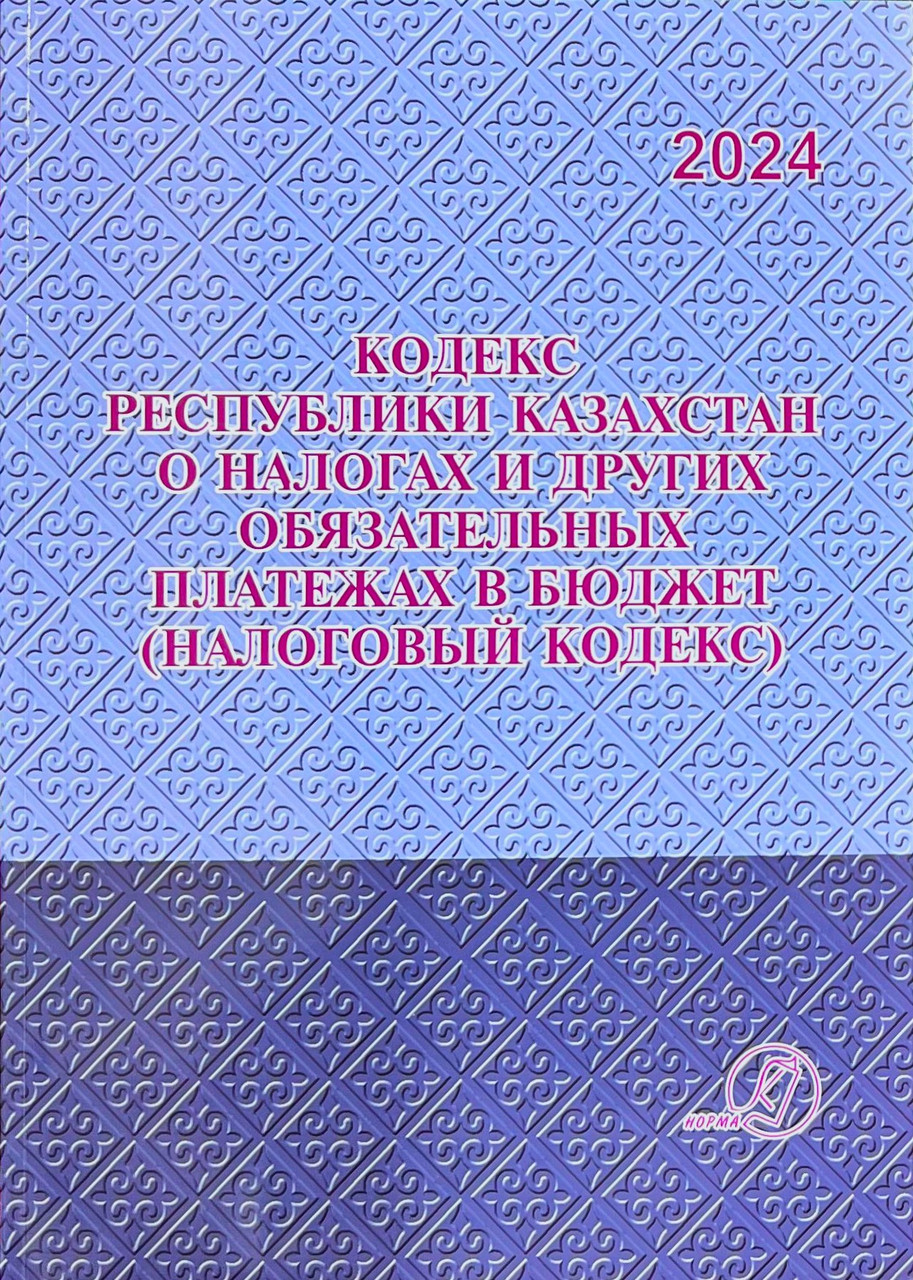 2024
КОДЕКС
РЕСПУБЛИКИ КАЗАХСТАН
О НАЛОГАХ И ДРУГИХ
ОБЯЗАТЕЛЬНЫХ
ПЛАТЕЖАХ В БЮДЖЕТ
(НАЛОГОВЫЙ КОДЕКС)
К
НОРМА